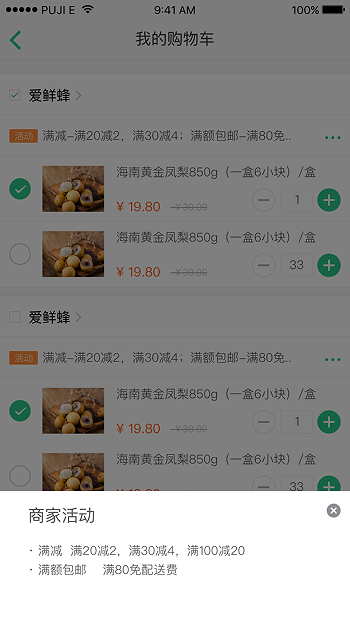 PUJI E 9:41 AM 100%
我的购物车
爱鲜蜂
活动 满减-满20减2，满30减4；满额包邮-满80免..
海南黄金凤梨850g（一盒6小块）/盒
¥ 19.80 ¥ 30.00 1
海南黄金凤梨850g（一盒6小块）/盒
¥ 19.80 ¥ 30.00 33
爱鲜蜂
活动 满减-满20减2，满30减4；满额包邮-满80免..
海南黄金凤梨850g（一盒6小块）/盒
¥ 19.80 ¥ 30.00 1
海南黄金凤梨850g（一盒6小块）/盒
33
商家活动
· 满减 满20减2，满30减4，满100减20
· 满额包邮 满80免配送费